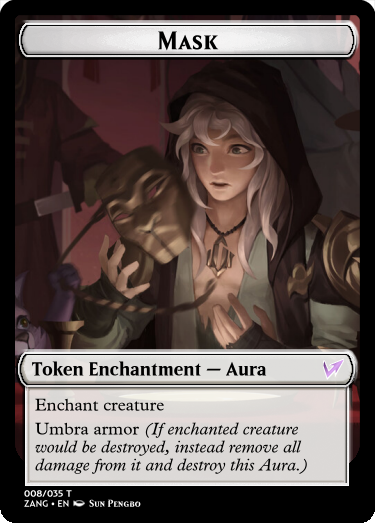 MASK
Token Enchantment — Aura
Enchant creature
Umbra armor (If enchanted creature
would be destroyed, instead remove all
damage from it and destroy this Aura.)
008/035 T
ZANG • EN SUN PENGBO